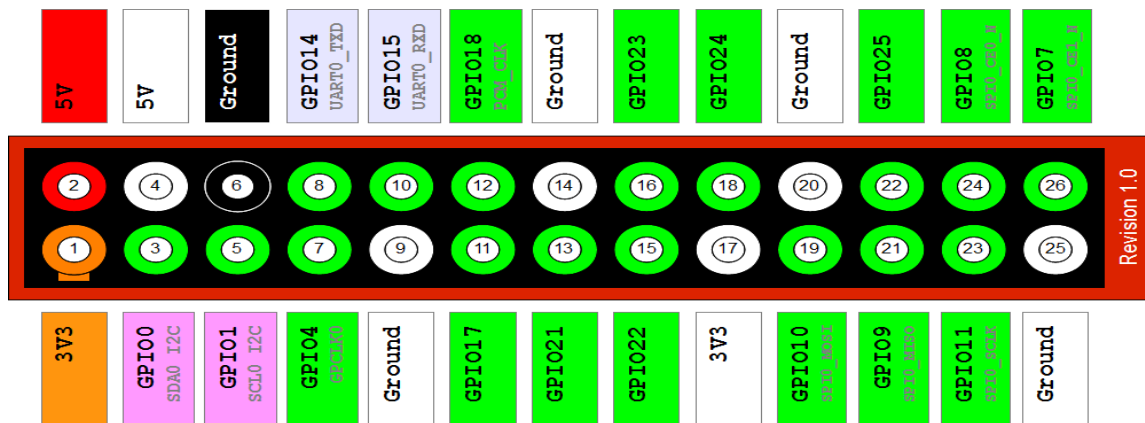 5V
5V
Ground
GPIO14
UART0_TXD
GPIO15
UART0_RXD
GPIO18
PCM_CLK
Ground
GPIO23
GPIO24
Ground
GPIO25
GPIO8
SPI0_CE0_N
GPIO7
SPI0_CE1_N
2 4 6 8 10 12 14 16 18 20 22 24 26
1 3 5 7 9 11 13 15 17 19 21 23 25
Revision 1.0
3V3
GPIO0
SDA0 I2C
GPIO1
SCL0 I2C
GPIO4
GPCLK0
Ground
GPIO17
GPIO21
GPIO22
3V3
GPIO10
SPI0_MOSI
GPIO9
SPI0_MISO
GPIO11
SPI0_SCLK
Ground